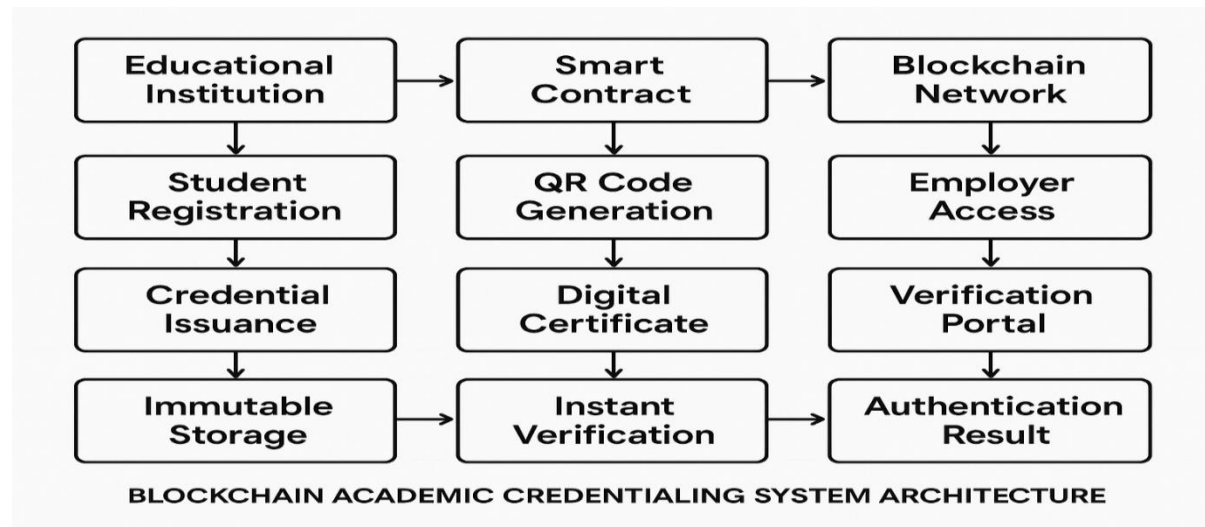 Educational
Institution
Smart
Contract
Blockchain
Network
Student
Registration
QR Code
Generation
Employer
Access
Credential
Issuance
Digital
Certificate
Verification
Portal
Immutable
Storage
Instant
Verification
Authentication
Result
BLOCKCHAIN ACADEMIC CREDENTIALING SYSTEM ARCHITECTURE